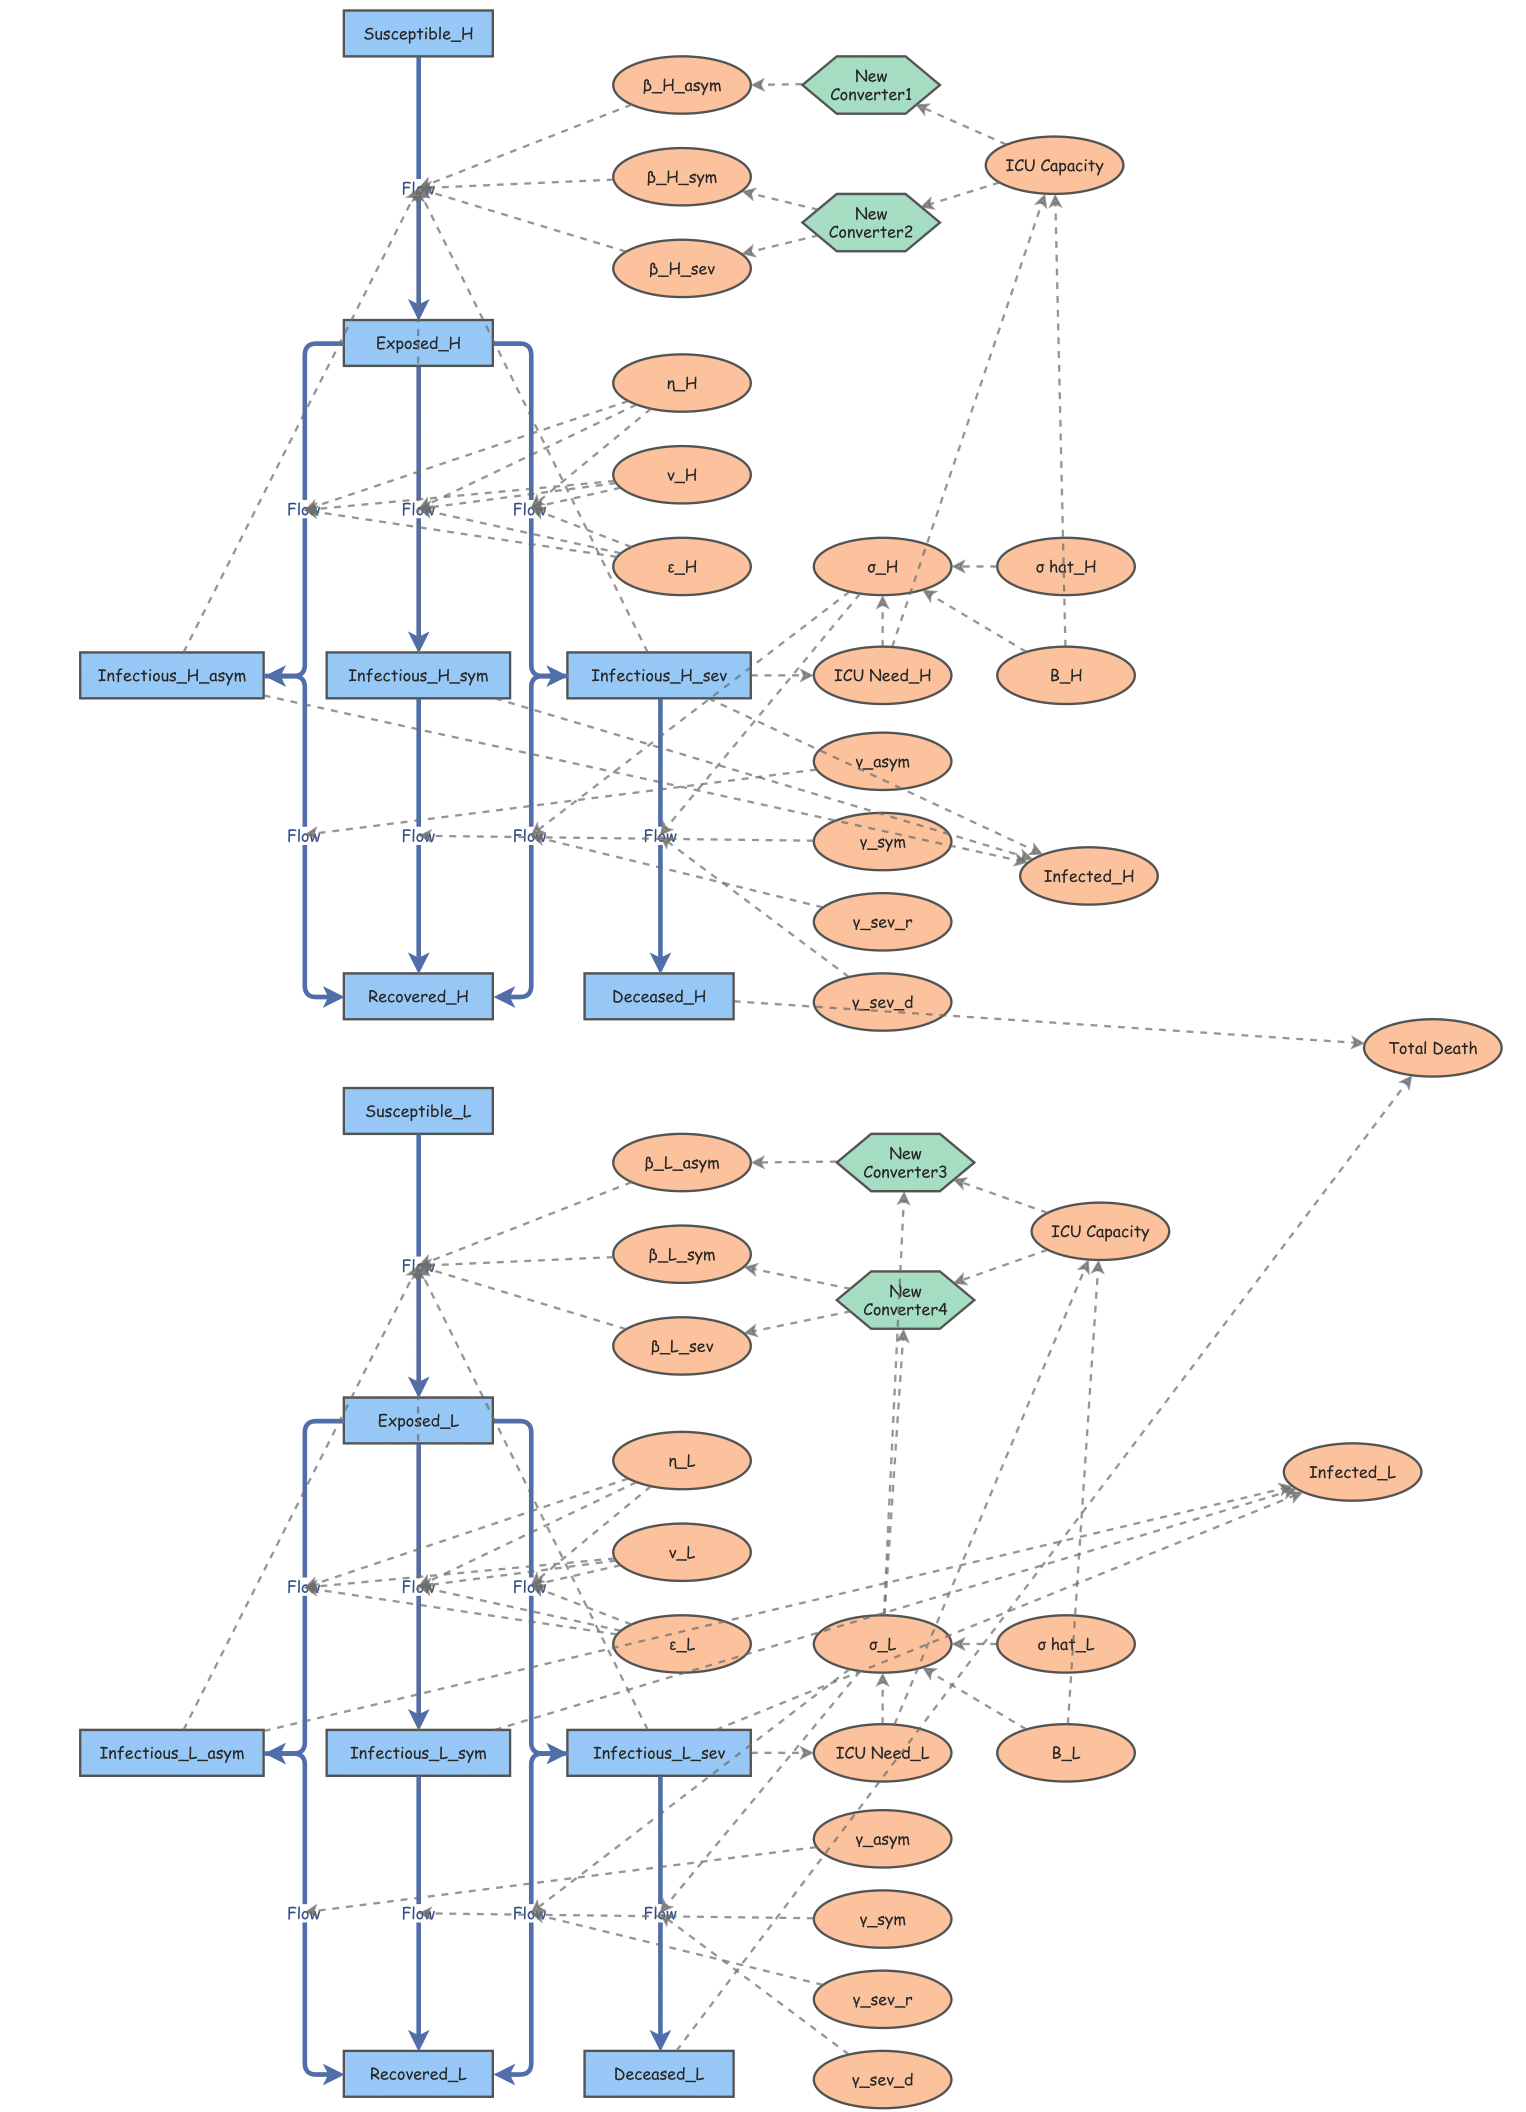 Susceptible_H
β_H_asym
New
Converter1
ICU Capacity
β_H_sym
Flow
New
Converter2
β_H_sev
Exposed_H
η_H
ν_H
Flow
Flow
Flow
ε_H
σ_H
σ hat_H
Infectious_H_asym
Infectious_H_sym
Infectious_H_sev
ICU Need_H
B_H
γ_asym
Flow
Flow
Flow
Flow
γ_sym
Infected_H
γ_sev_r
Recovered_H
Deceased_H
γ_sev_d
Total Death
Susceptible_L
β_L_asym
New
Converter3
ICU Capacity
β_L_sym
Flow
New
Converter4
β_L_sev
Exposed_L
η_L
Infected_L
ν_L
Flow
Flow
Flow
ε_L
σ_L
σ hat_L
Infectious_L_asym
Infectious_L_sym
Infectious_L_sev
ICU Need_L
B_L
γ_asym
Flow
Flow
Flow
Flow
γ_sym
γ_sev_r
Recovered_L
Deceased_L
γ_sev_d